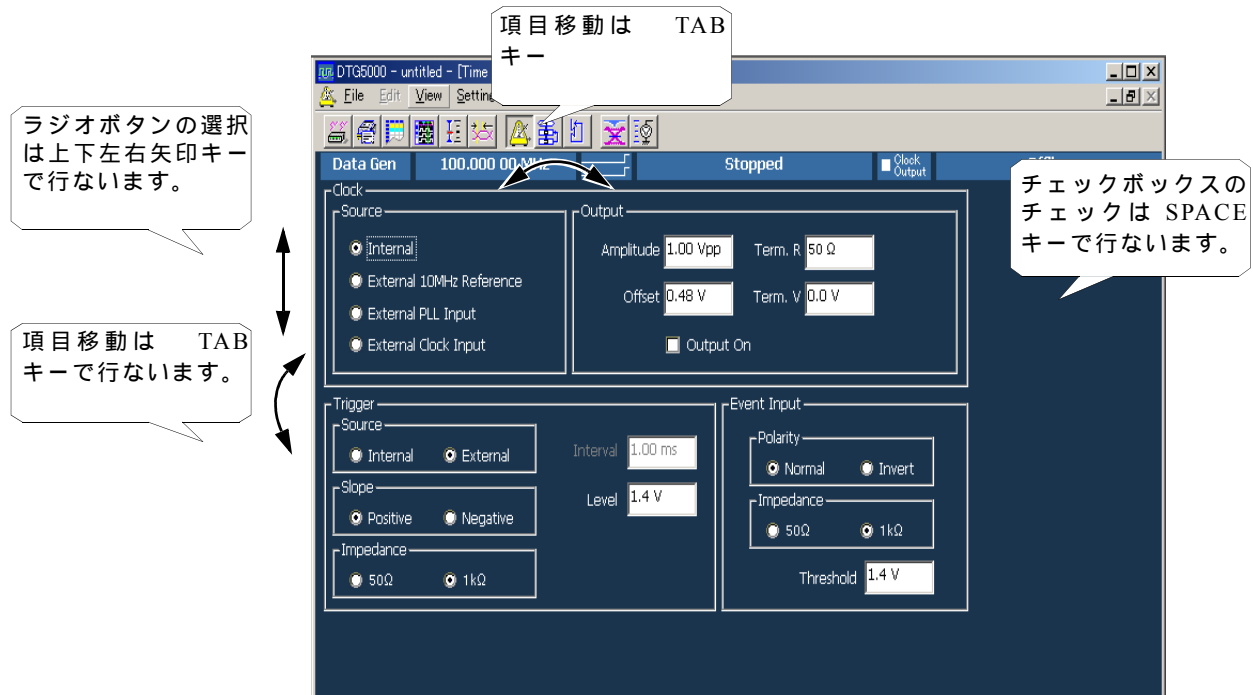 項目移動は TAB
キー
DTG5000 - untitled - [Time
File Edit View Settin
ラジオボタンの選択
は上下左右矢印キー
で行ないます。
Data Gen 100.000 00 MHz Stopped Clock Output
チェックボックスの
チェックは SPACE
キーで行ないます。
Clock
Source
Internal
External 10MHz Reference
External PLL Input
External Clock Input
Output
Amplitude 1.00 Vpp Term. R 50 Ω
Offset 0.48 V Term. V 0.0 V
Output On
項目移動は TAB
キーで行ないます。
Trigger
Source
Internal External
Interval 1.00 ms
Slope
Level 1.4 V
Positive Negative
Impedance
50Ω 1kΩ
Event Input
Polarity
Normal Invert
Impedance
50Ω 1kΩ
Threshold 1.4 V